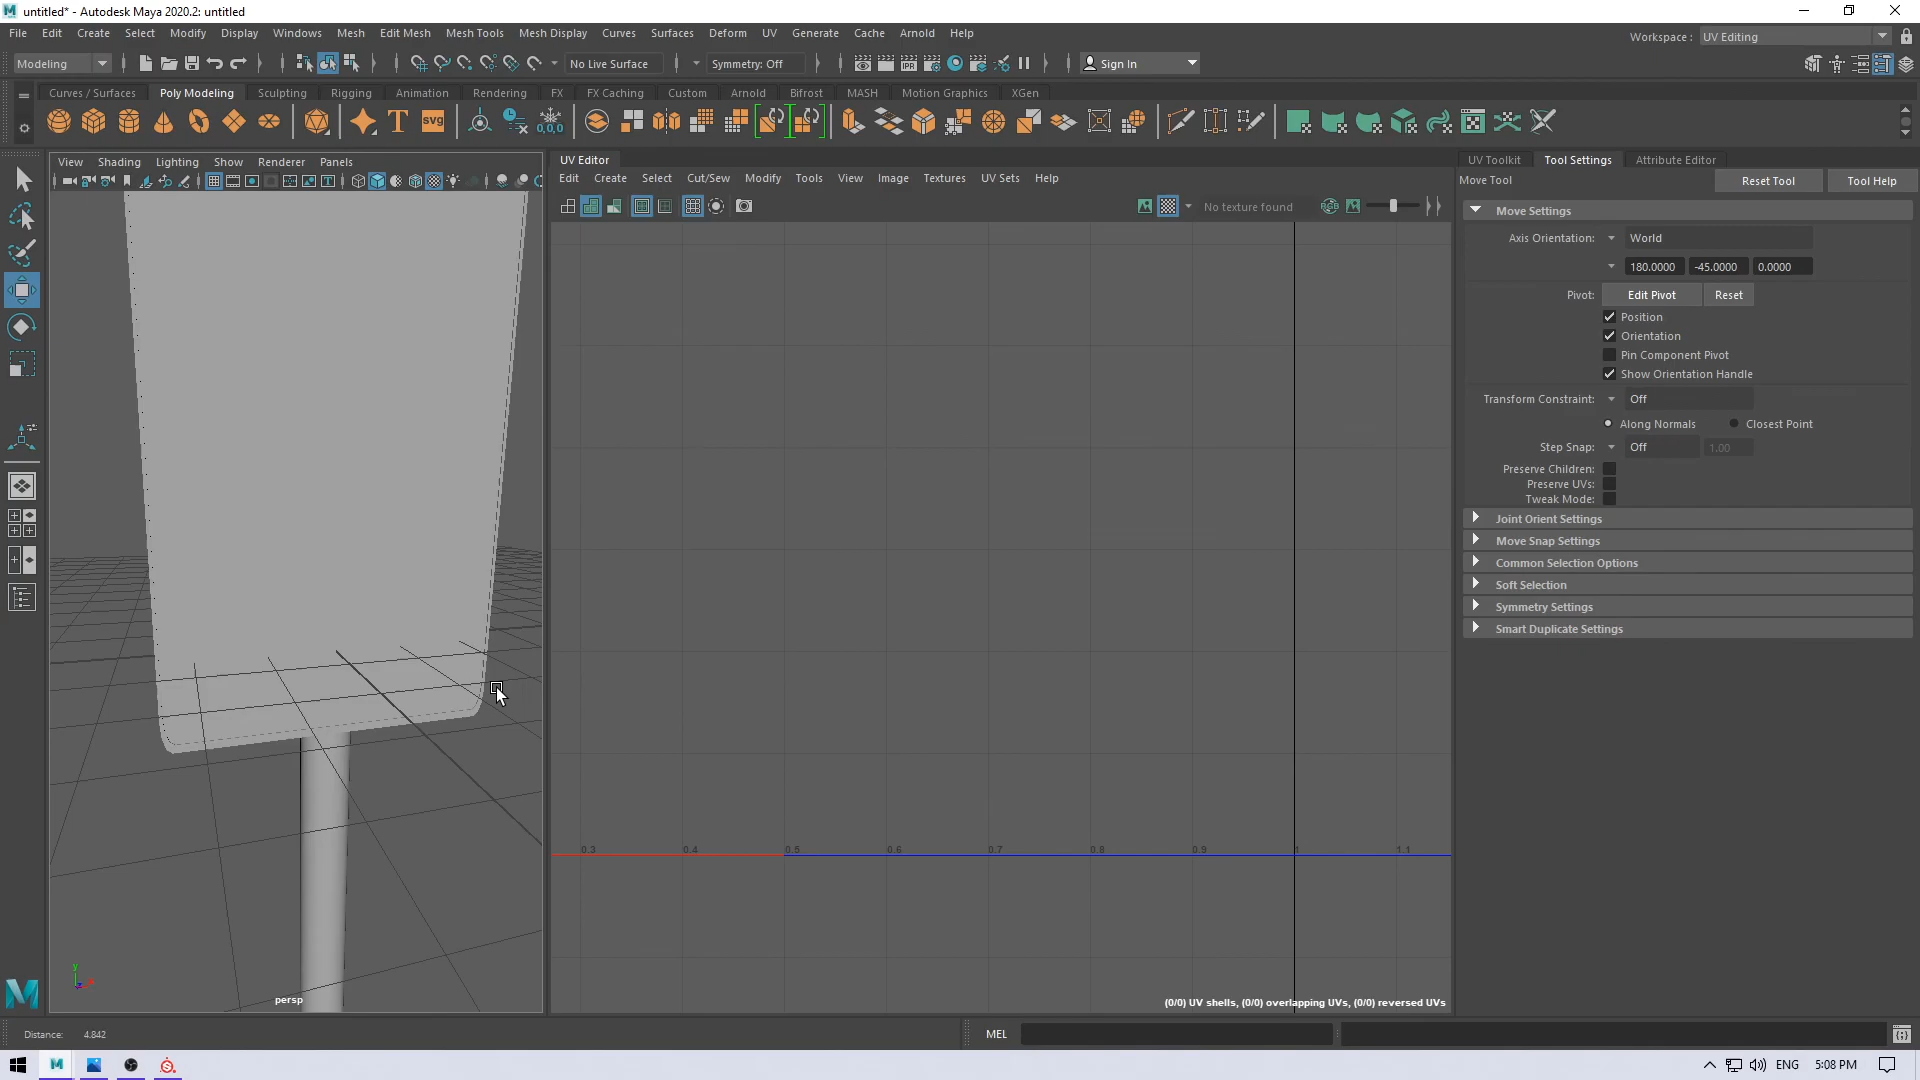 untitled* - Autodesk Maya 2020.2: untitled
File Edit Create Select Modify Display Windows Mesh Edit Mesh Mesh Tools Mesh Display Curves Surfaces Deform UV Generate Cache Arnold Help
Workspace : UV Editing
Modeling No Live Surface Symmetry: Off Sign In
Curves / Surfaces Poly Modeling Sculpting Rigging Animation Rendering FX FX Caching Custom Arnold Bifrost MASH Motion Graphics XGen
View Shading Lighting Show Renderer Panels
UV Editor
UV Toolkit Tool Settings Attribute Editor
Edit Create Select Cut/Sew Modify Tools View Image Textures UV Sets Help
Move Tool Reset Tool Tool Help
No texture found
Move Settings
Axis Orientation: World
180.0000 -45.0000 0.0000
Pivot: Edit Pivot Reset
Position
Orientation
Pin Component Pivot
Show Orientation Handle
Transform Constraint: Off
Along Normals Closest Point
Step Snap: Off 1.00
Preserve Children:
Preserve UVs:
Tweak Mode:
Joint Orient Settings
Move Snap Settings
Common Selection Options
Soft Selection
Symmetry Settings
Smart Duplicate Settings
0.3 0.4 0.5 0.6 0.7 0.8 0.9 1 1.1
persp
(0/0) UV shells, (0/0) overlapping UVs, (0/0) reversed UVs
Distance: 4.842 MEL
ENG 5:08 PM